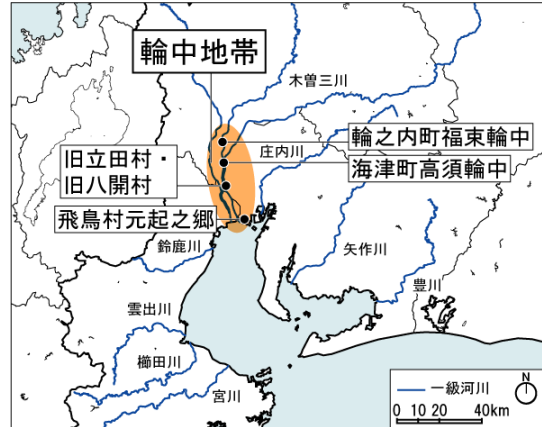 輪中地帯
木曽三川
輪之内町福束輪中
庄内川
海津町高須輪中
旧立田村・
旧八開村
飛鳥村元起之郷
鈴鹿川
矢作川
豊川
雲出川
櫛田川
宮川
一級河川
N
0 10 20 40km